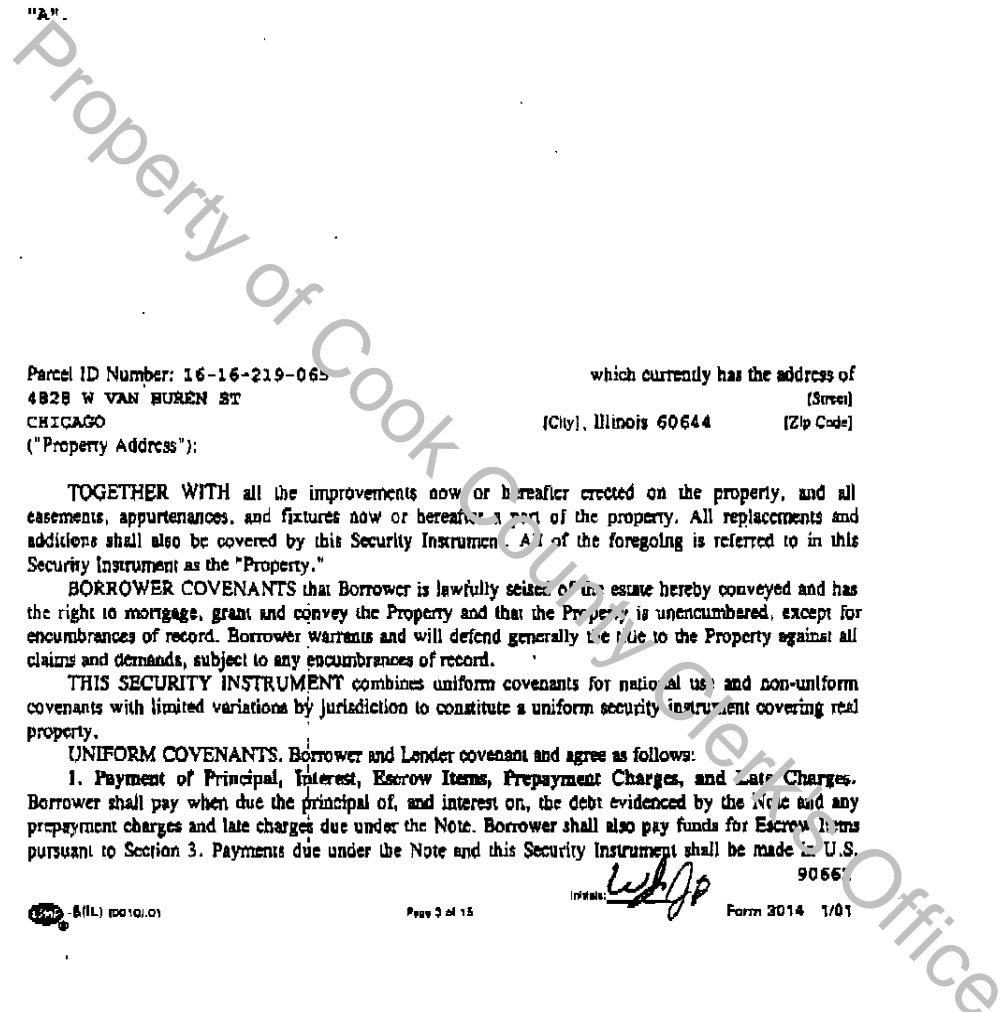 "A".
Property of Cook County Clerk's Office
Parcel ID Number: 16-16-219-065 which currently has the address of
4828 W VAN BUREN ST [Street]
CHICAGO [City], Illinois 60644 [Zip Code]
("Property Address"):
TOGETHER WITH all the improvements now or hereafter erected on the property, and all
easements, appurtenances, and fixtures now or hereafter a part of the property. All replacements and
additions shall also be covered by this Security Instrument. All of the foregoing is referred to in this
Security Instrument as the "Property."
BORROWER COVENANTS that Borrower is lawfully seised of the estate hereby conveyed and has
the right to mortgage, grant and convey the Property and that the Property is unencumbered, except for
encumbrances of record. Borrower warrants and will defend generally the title to the Property against all
claims and demands, subject to any encumbrances of record.
THIS SECURITY INSTRUMENT combines uniform covenants for national use and non-uniform
covenants with limited variations by jurisdiction to constitute a uniform security instrument covering real
property.
UNIFORM COVENANTS. Borrower and Lender covenant and agree as follows:
1. Payment of Principal, Interest, Escrow Items, Prepayment Charges, and Late Charges.
Borrower shall pay when due the principal of, and interest on, the debt evidenced by the Note and any
prepayment charges and late charges due under the Note. Borrower shall also pay funds for Escrow Items
pursuant to Section 3. Payments due under the Note and this Security Instrument shall be made in U.S.
Initials:
-6(IL) (0010).01 Page 3 of 15 Form 3014 1/01